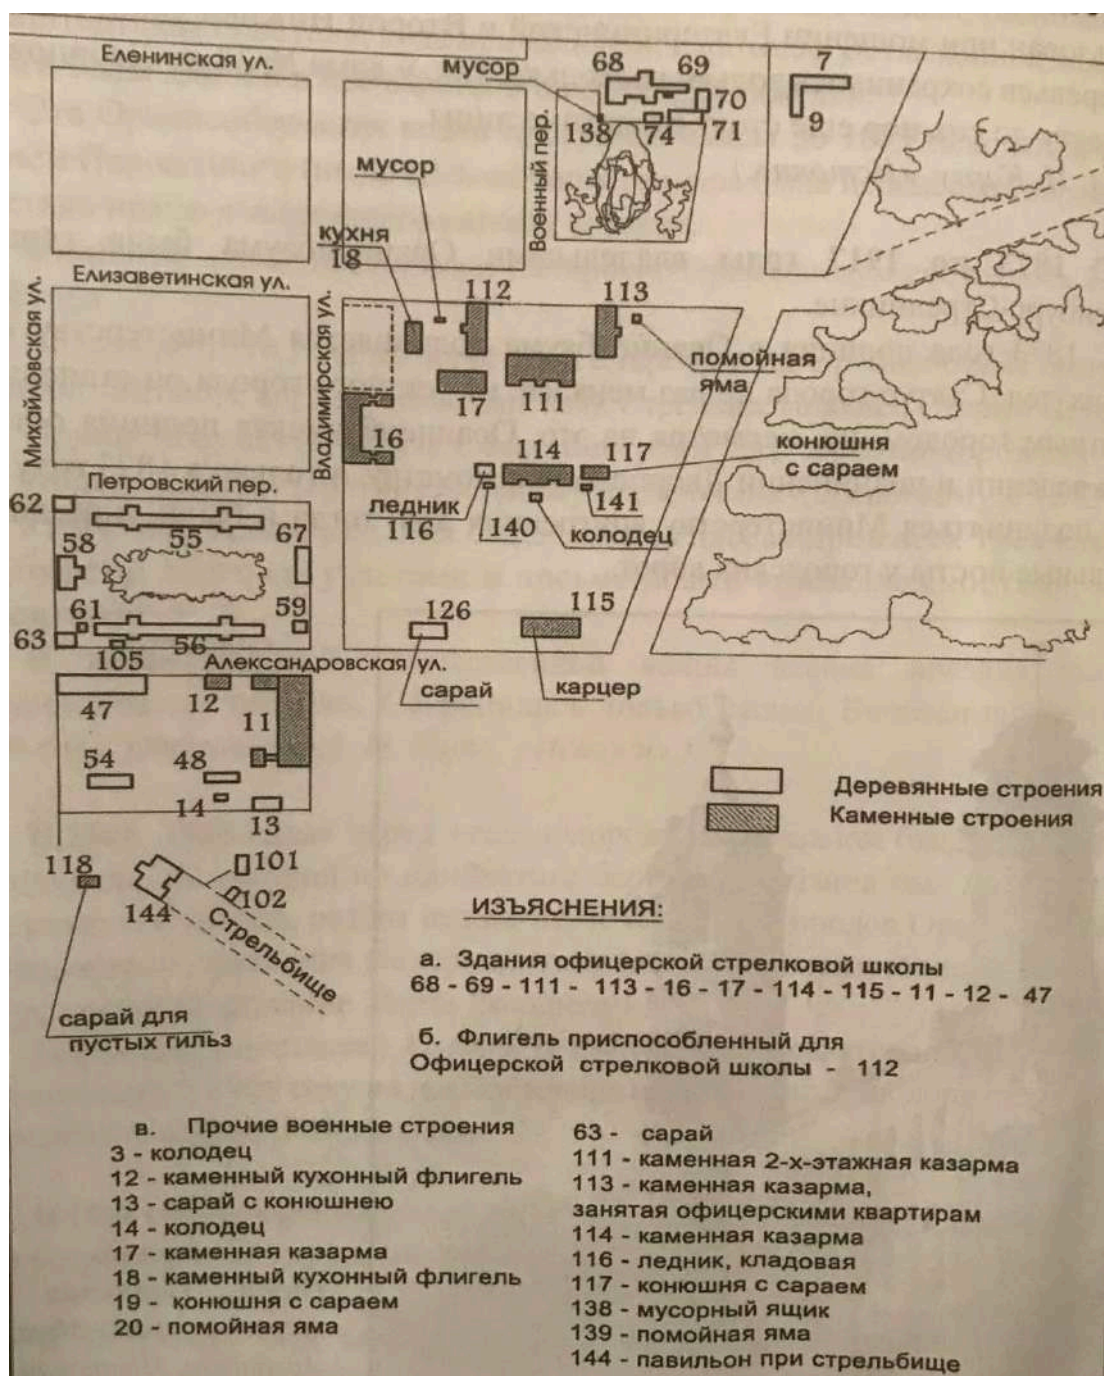 Еленинская ул.
мусор
68
69
7
70
9
138
74
71
Военный пер.
мусор
кухня
18
Елизаветинская ул.
Михайловская ул.
Владимирская ул.
112
113
помойная
яма
17
111
16
114
117
конюшня
с сараем
ледник
116
140
141
колодец
Петровский пер.
62
55
67
58
61
59
63
105
56
126
115
Александровская ул.
сарай
карцер
47
12
11
54
48
14
13
Деревянные строения
Каменные строения
118
101
102
144
Стрельбище
сарай для
пустых гильз
ИЗЪЯСНЕНИЯ:
а. Здания офицерской стрелковой школы
68 - 69 - 111 - 113 - 16 - 17 - 114 - 115 - 11 - 12 - 47
б. Флигель приспособленный для
Офицерской стрелковой школы - 112
в. Прочие военные строения
3 - колодец
12 - каменный кухонный флигель
13 - сарай с конюшнею
14 - колодец
17 - каменная казарма
18 - каменный кухонный флигель
19 - конюшня с сараем
20 - помойная яма
63 - сарай
111 - каменная 2-х-этажная казарма
113 - каменная казарма,
занятая офицерскими квартирам
114 - каменная казарма
116 - ледник, кладовая
117 - конюшня с сараем
138 - мусорный ящик
139 - помойная яма
144 - павильон при стрельбище